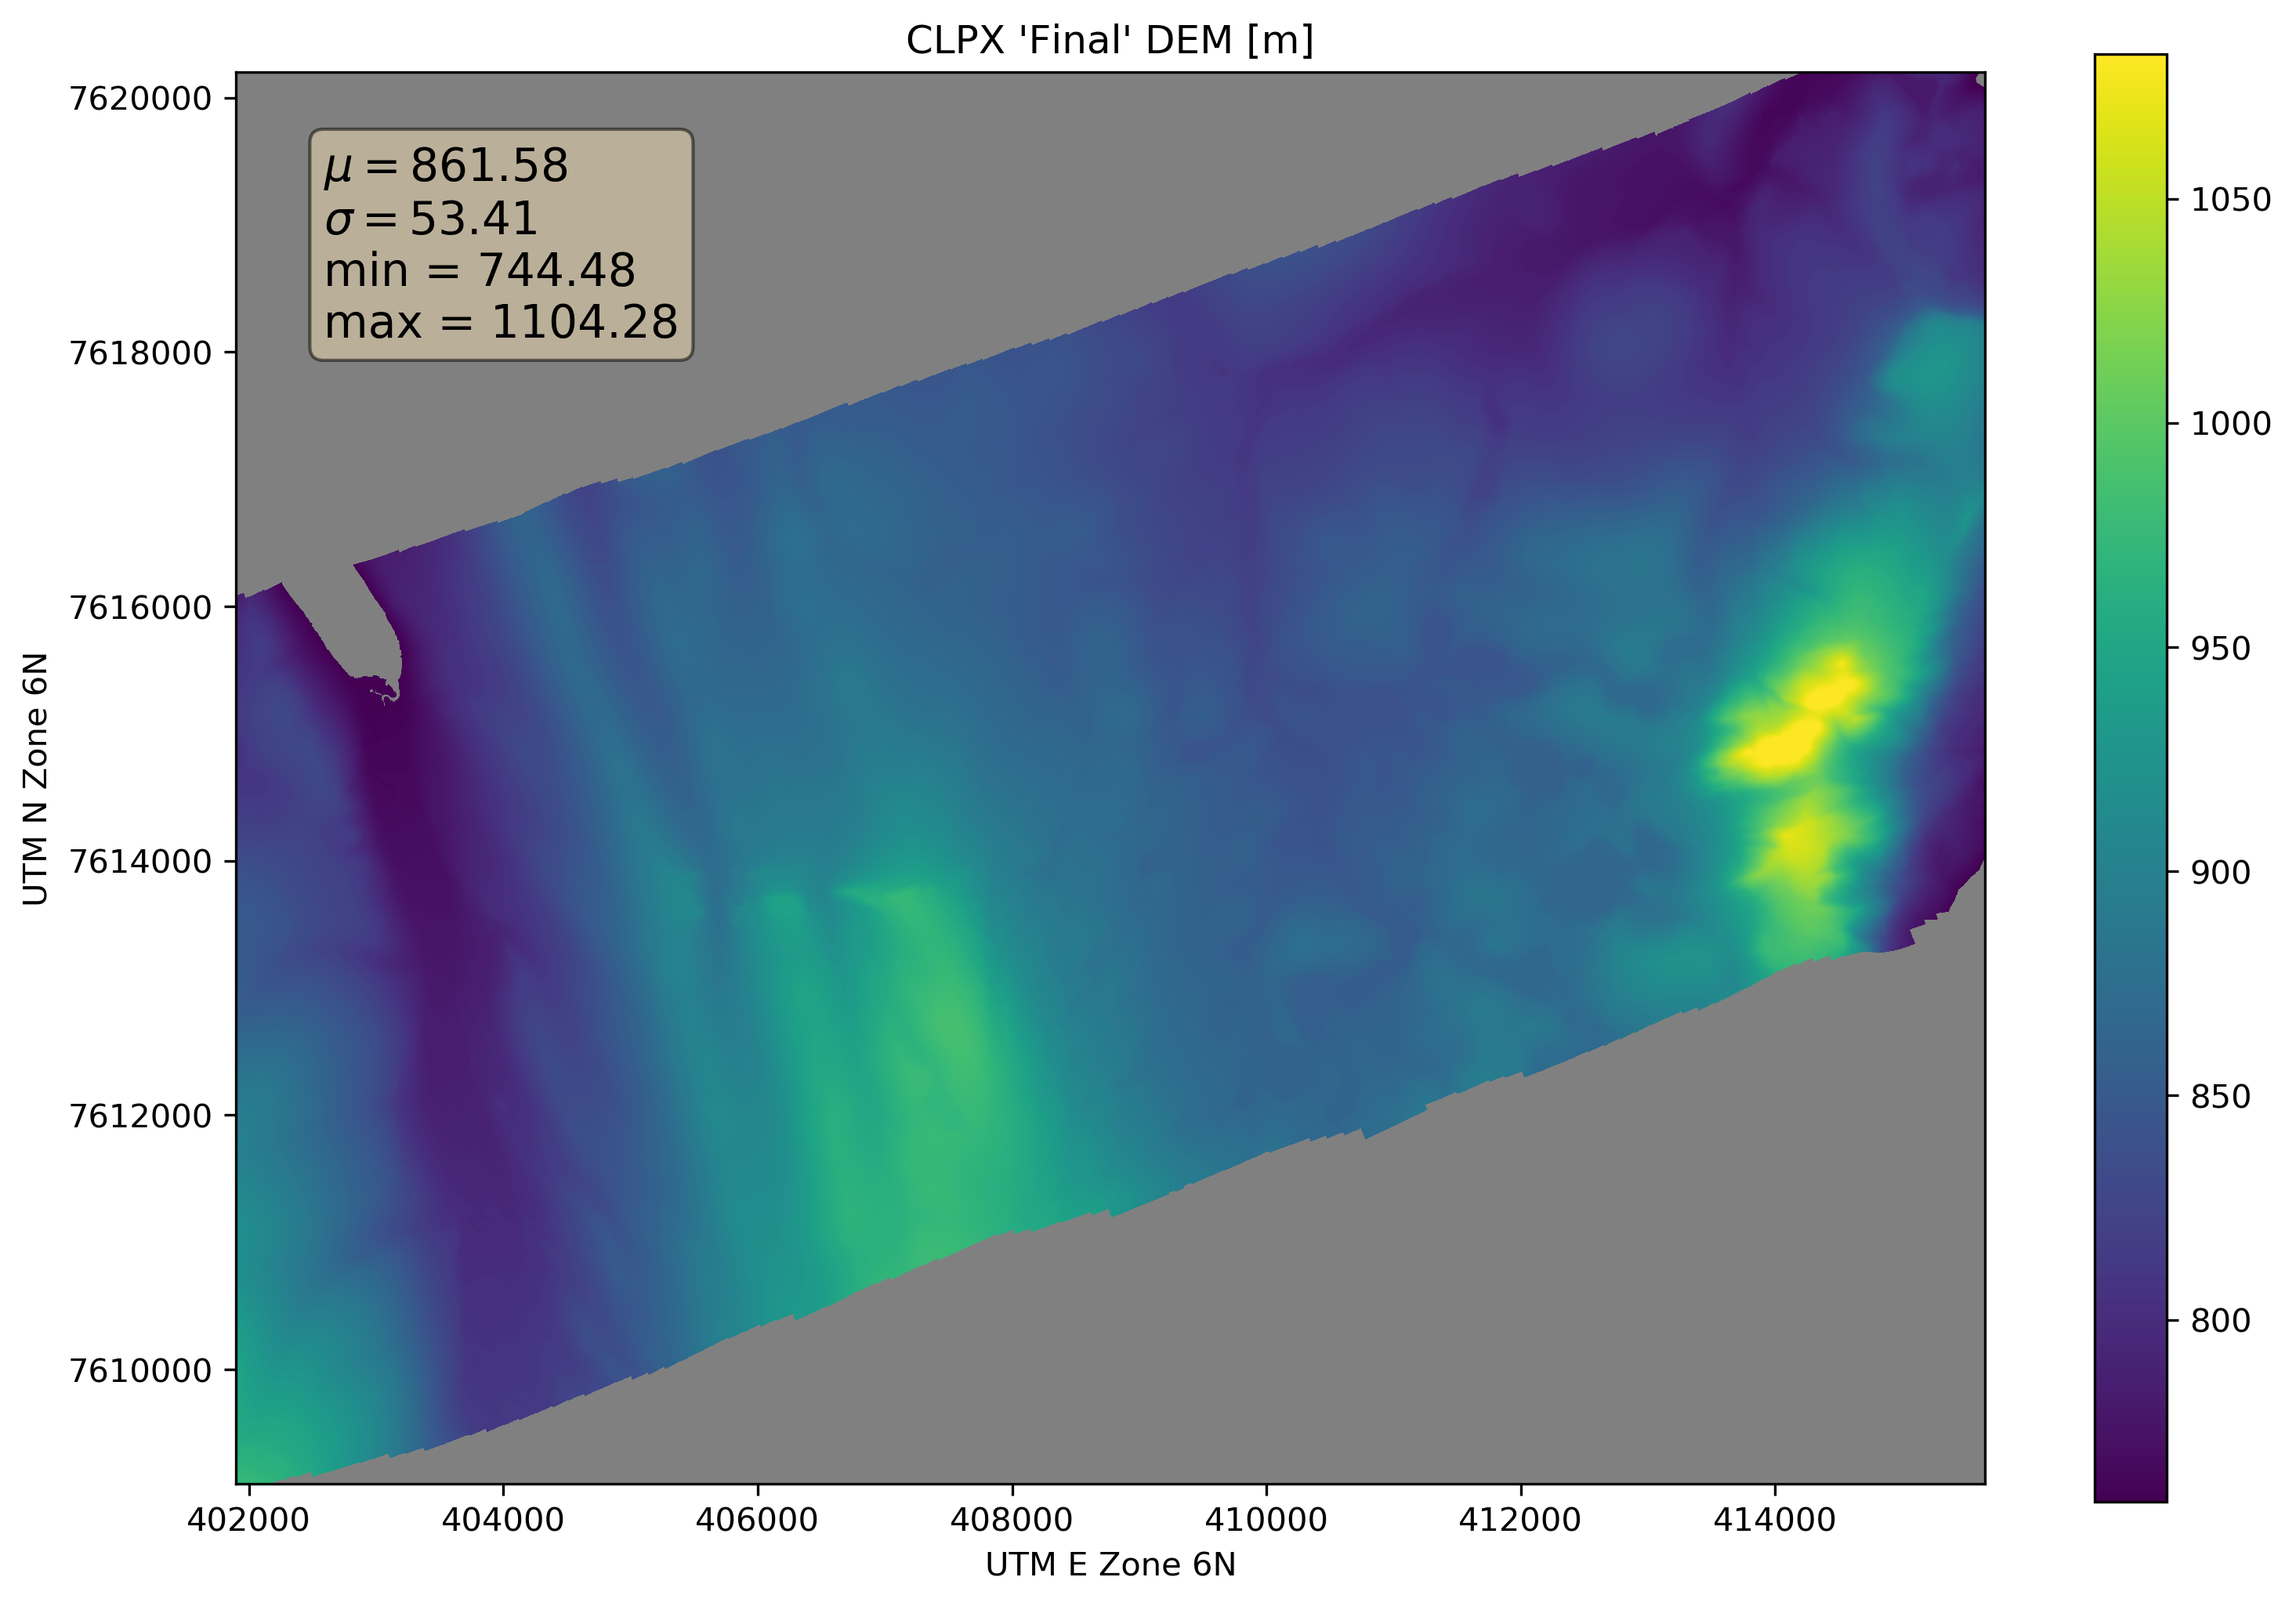 CLPX 'Final' DEM [m]
μ = 861.58
σ = 53.41
min = 744.48
max = 1104.28
7620000
7618000
7616000
7614000
7612000
7610000
UTM N Zone 6N
402000 404000 406000 408000 410000 412000 414000
UTM E Zone 6N
1050
1000
950
900
850
800